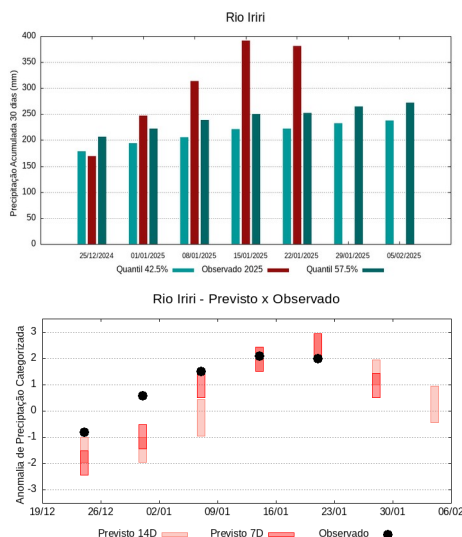 Rio Iriri
Precipitação Acumulada 30 dias (mm)
400
350
300
250
200
150
100
50
0
25/12/2024 01/01/2025 08/01/2025 15/01/2025 22/01/2025 29/01/2025 05/02/2025
Quantil 42.5% Observado 2025 Quantil 57.5%
Rio Iriri - Previsto x Observado
Anomalia de Preciptação Categorizada
3
2
1
0
-1
-2
-3
19/12 26/12 02/01 09/01 16/01 23/01 30/01 06/02
Previsto 14D Previsto 7D Observado